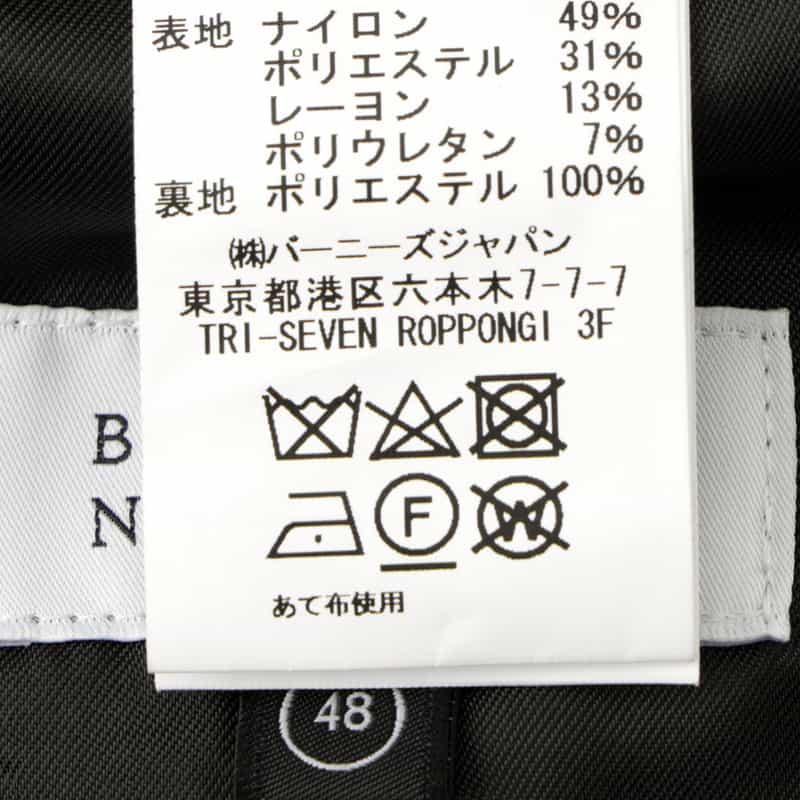 表地 ナイロン 49%
ポリエステル 31%
レーヨン 13%
ポリウレタン 7%
裏地 ポリエステル 100%
㈱バーニーズジャパン
東京都港区六本木7-7-7
TRI-SEVEN ROPPONGI 3F
B
N
F
W
あて布使用
48